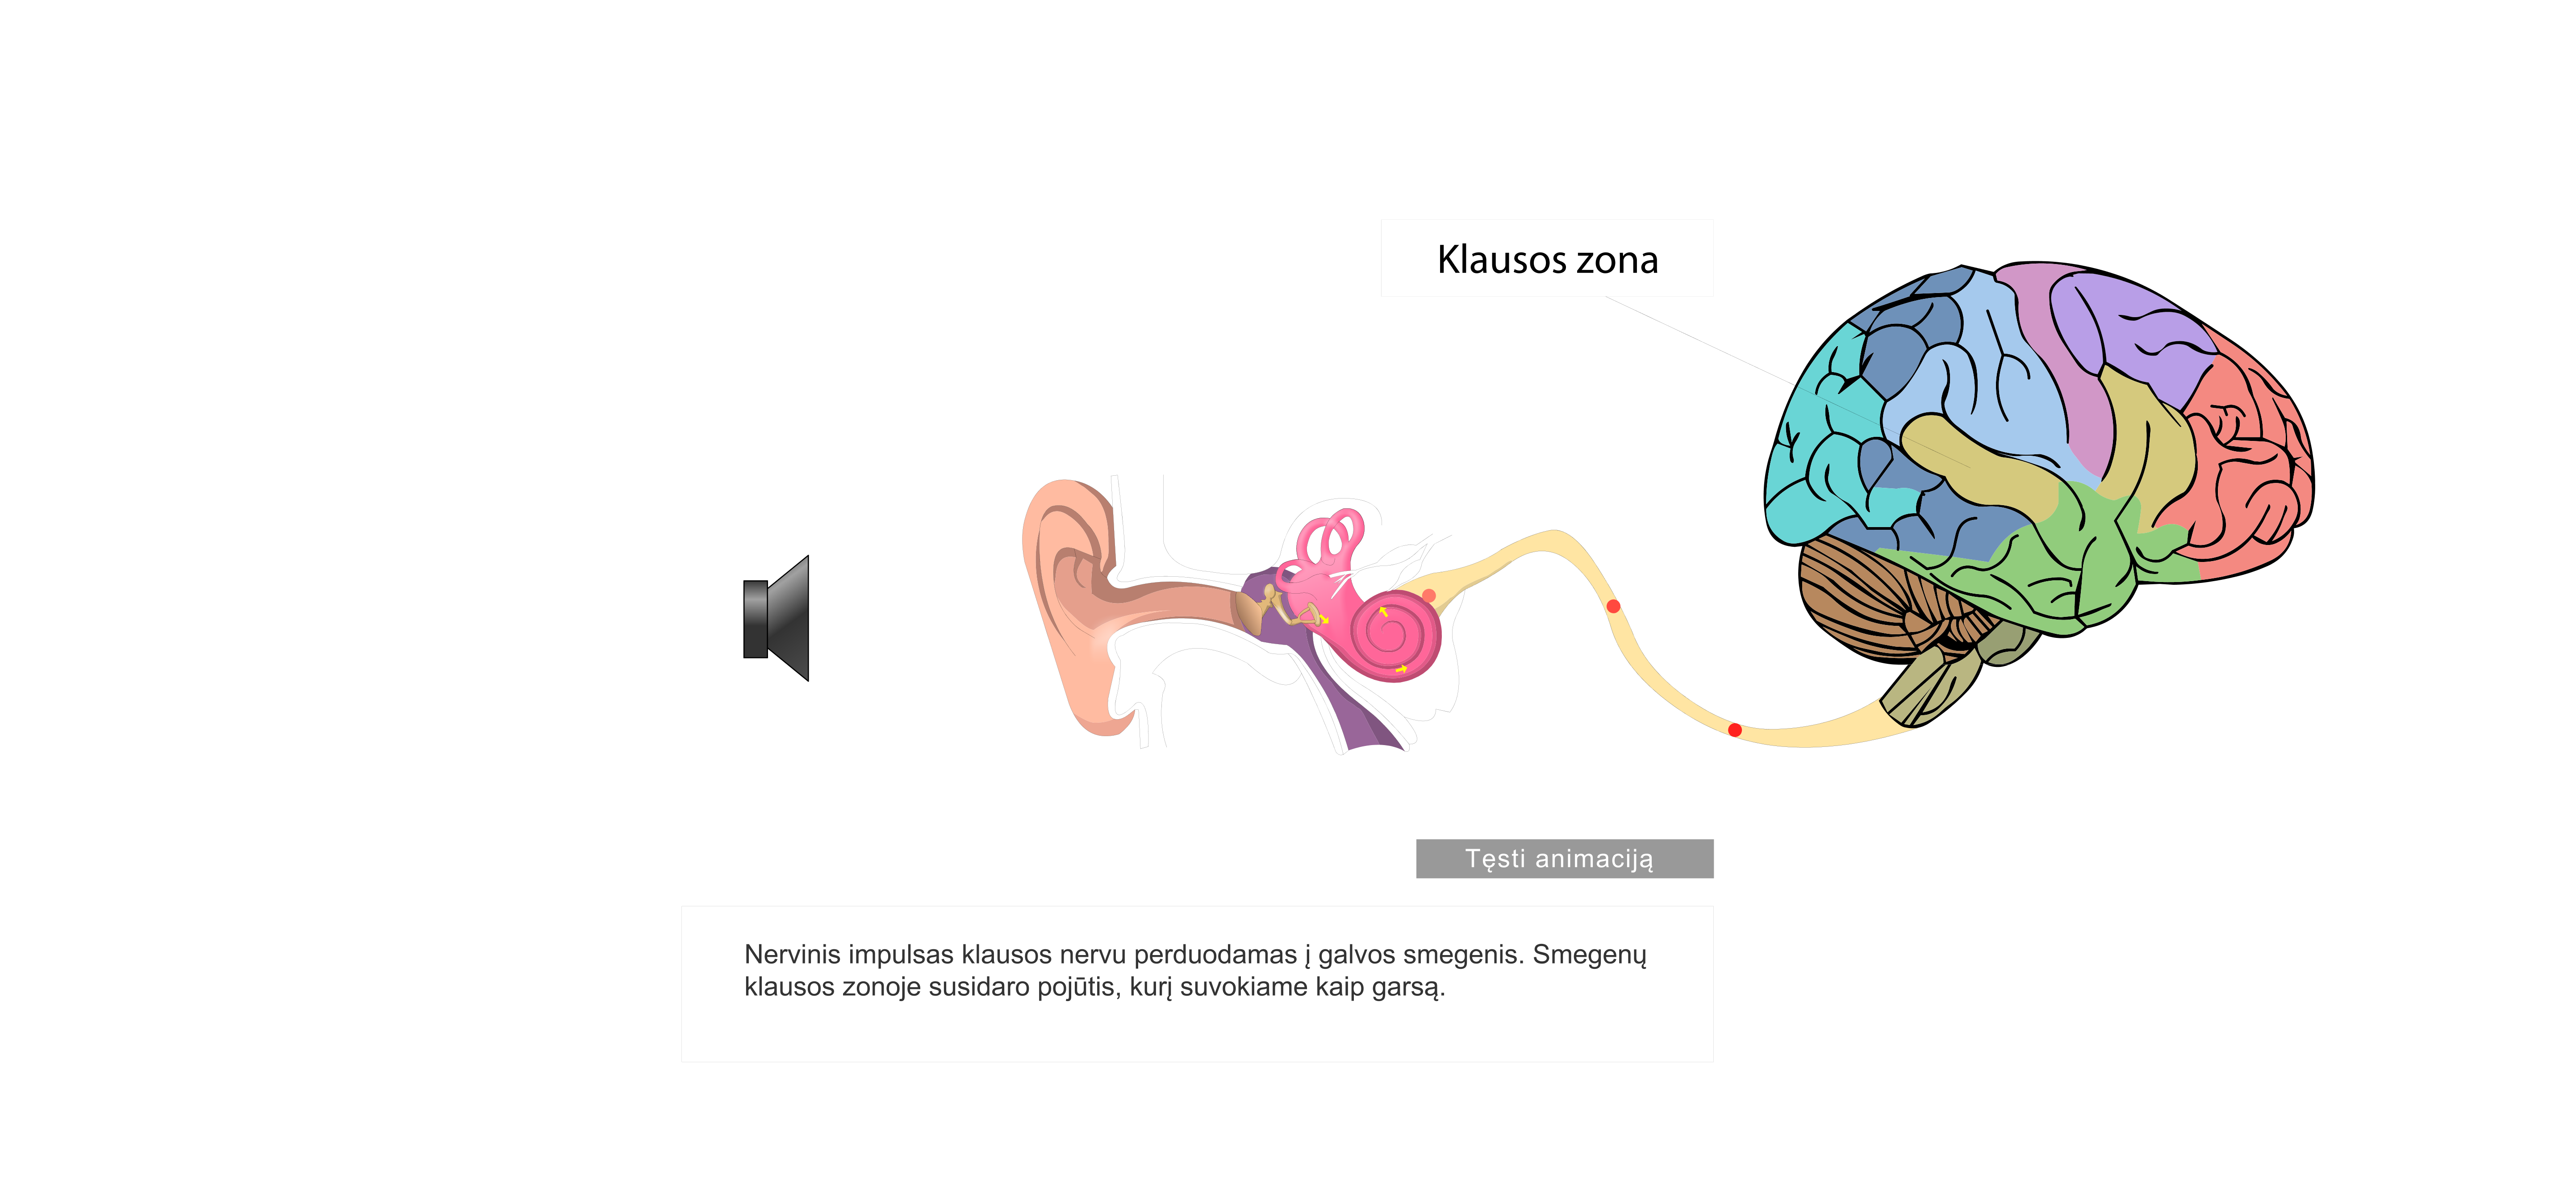 Klausos zona
Tęsti animaciją
Nervinis impulsas klausos nervu perduodamas į galvos smegenis. Smegenų
klausos zonoje susidaro pojūtis, kurį suvokiame kaip garsą.